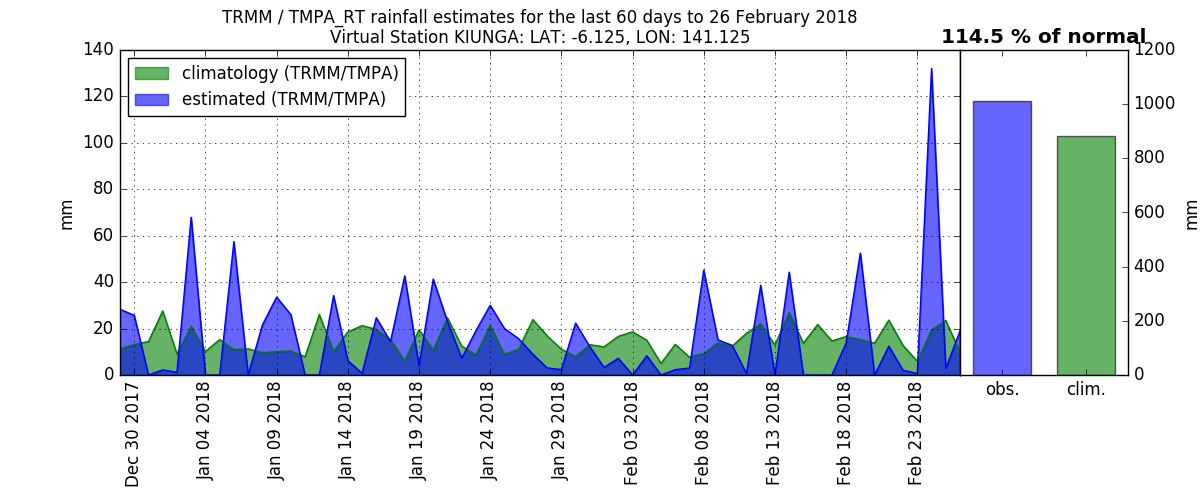 TRMM / TMPA_RT rainfall estimates for the last 60 days to 26 February 2018
Virtual Station KIUNGA: LAT: -6.125, LON: 141.125
114.5 % of normal
climatology (TRMM/TMPA)
estimated (TRMM/TMPA)
mm
140
120
100
80
60
40
20
0
Dec 30 2017
Jan 04 2018
Jan 09 2018
Jan 14 2018
Jan 19 2018
Jan 24 2018
Jan 29 2018
Feb 03 2018
Feb 08 2018
Feb 13 2018
Feb 18 2018
Feb 23 2018
obs.
clim.
1200
1000
800
600
400
200
0
mm